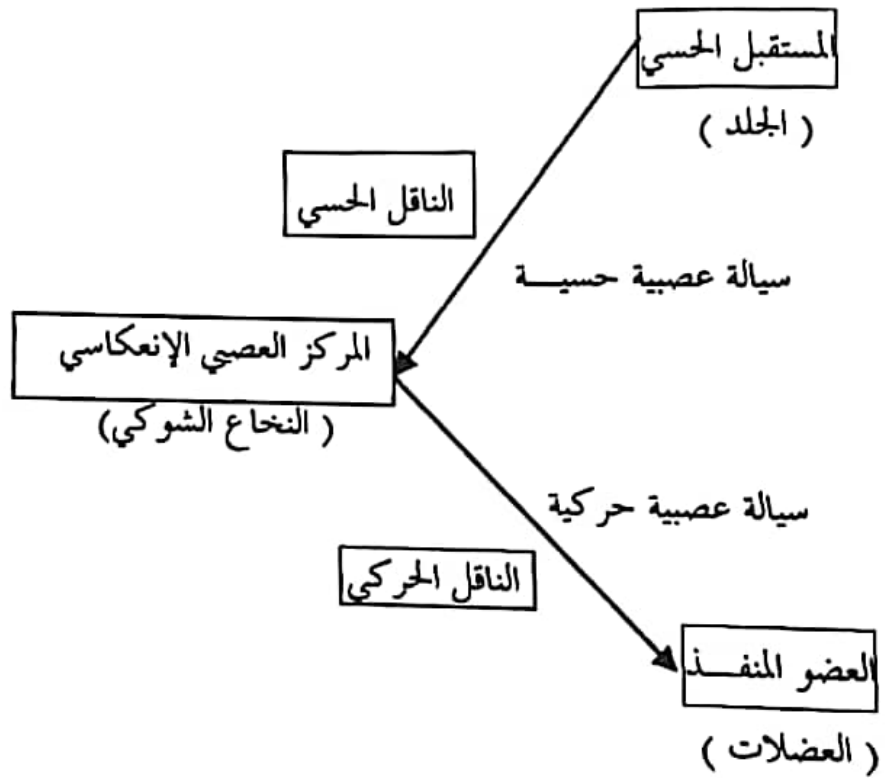 المستقبل الحسي
( الجلد )
الناقل الحسي
سيالة عصبية حسيـــة
المركز العصبي الإنعكاسي
( النخاع الشوكي)
سيالة عصبية حركية
الناقل الحركي
العضو المنفـــذ
( العضلات )